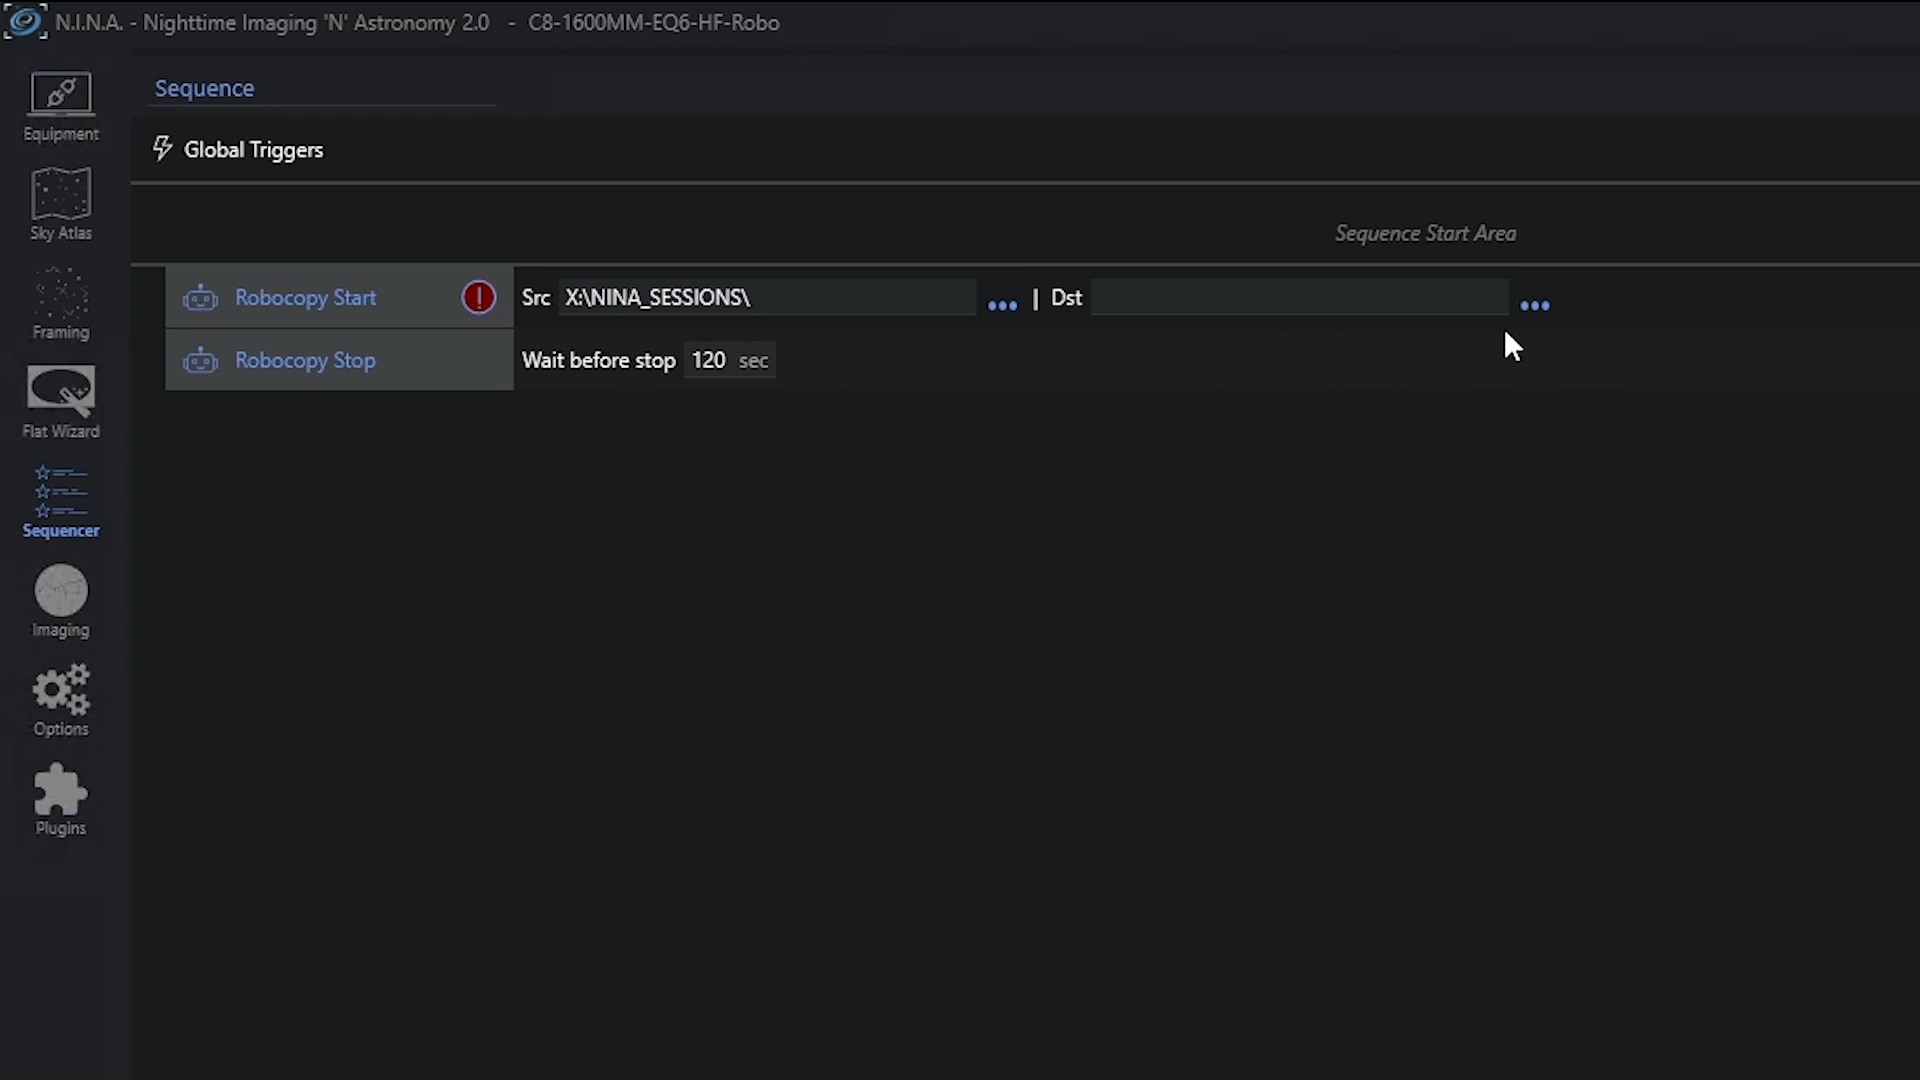 N.I.N.A. - Nighttime Imaging 'N' Astronomy 2.0 - C8-1600MM-EQ6-HF-Robo
Equipment
Sky Atlas
Framing
Flat Wizard
Sequencer
Imaging
Options
Plugins
Sequence
Global Triggers
Sequence Start Area
Robocopy Start ! Src X:\NINA_SESSIONS\ ... | Dst ...
Robocopy Stop Wait before stop 120 sec